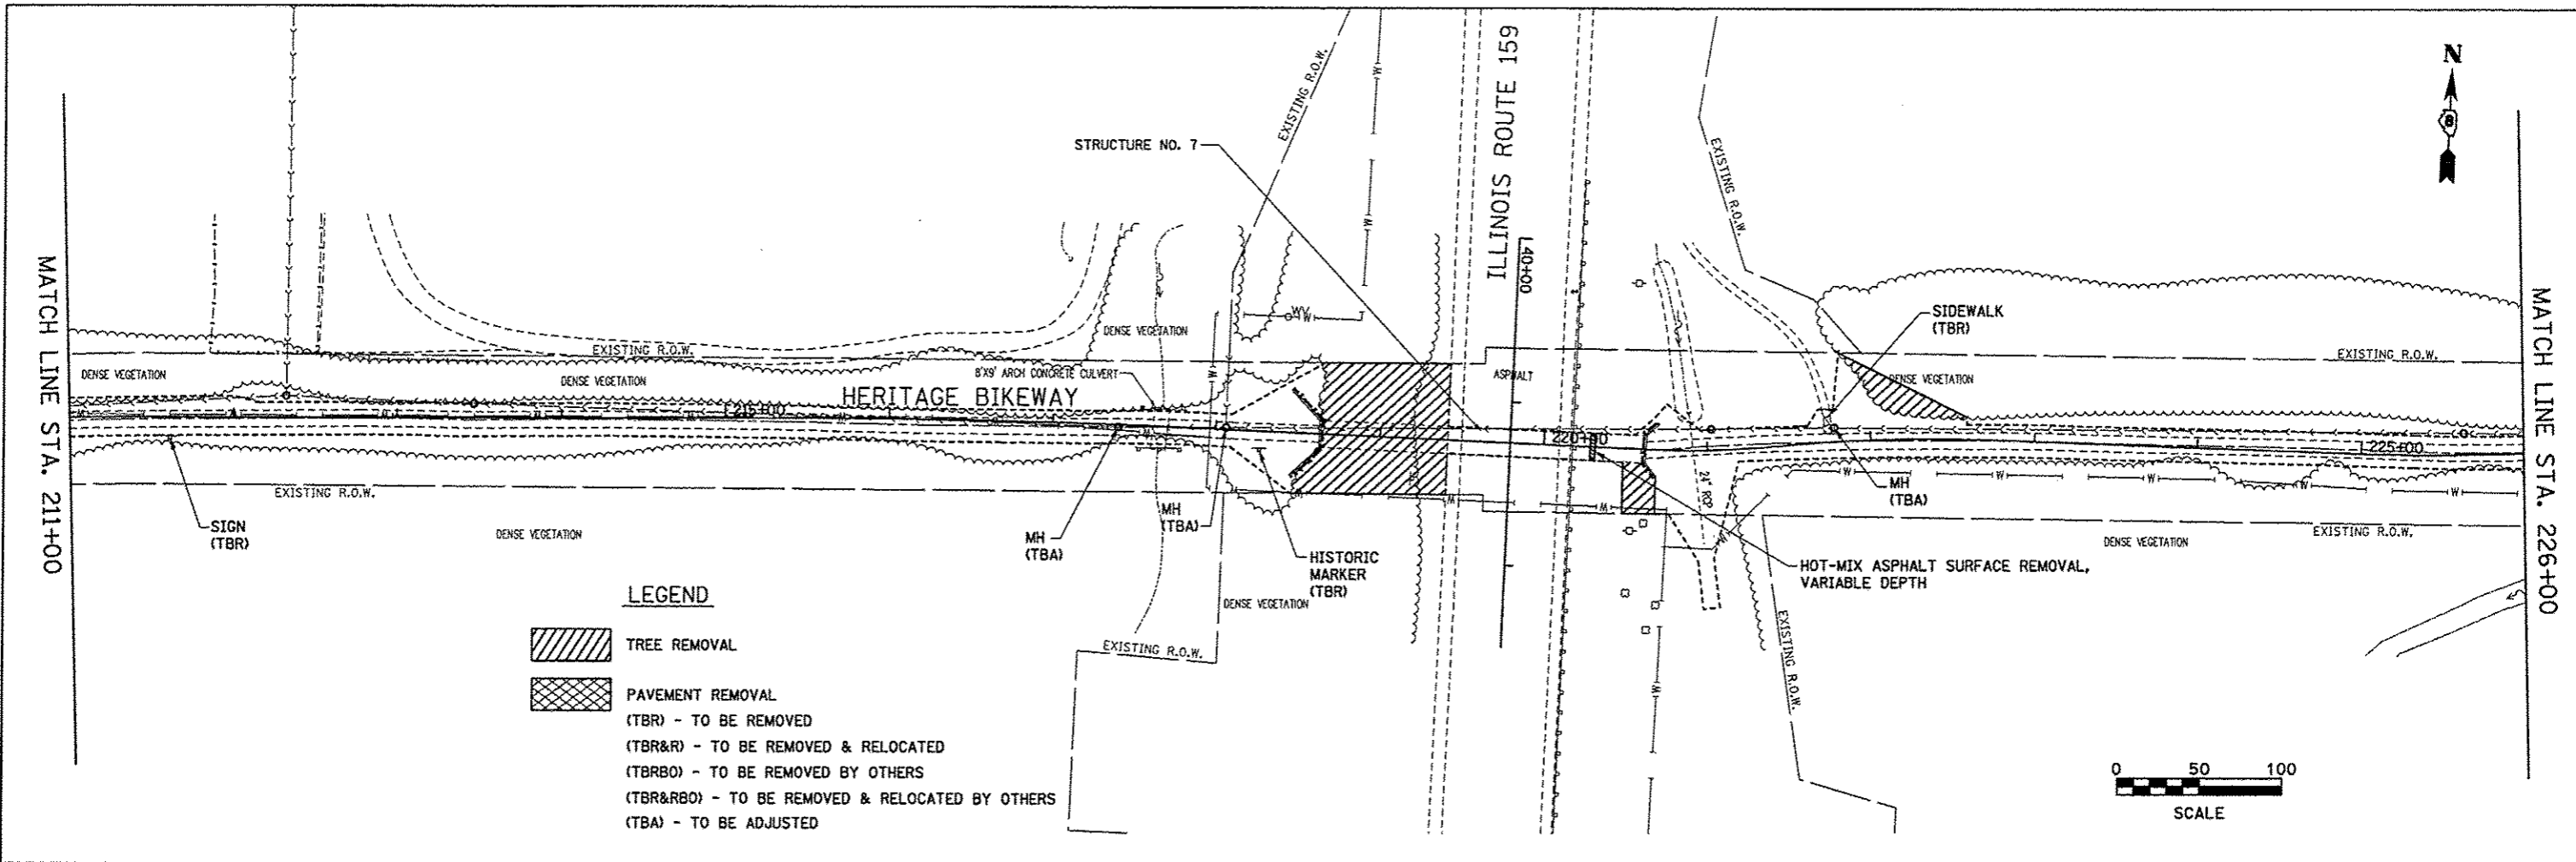 N
8
ILLINOIS ROUTE 159
EXISTING R.O.W.
STRUCTURE NO. 7
EXISTING R.O.W.
40+00
MATCH LINE STA. 211+00
MATCH LINE STA. 226+00
SIDEWALK
(TBR)
DENSE VEGETATION
WV
EXISTING R.O.W.
EXISTING R.O.W.
DENSE VEGETATION
DENSE VEGETATION
8'X9' ARCH CONCRETE CULVERT
ASPHALT
DENSE VEGETATION
HERITAGE BIKEWAY
215+00
220+00
225+00
EXISTING R.O.W.
SIGN
(TBR)
DENSE VEGETATION
MH
(TBA)
MH
(TBA)
HISTORIC
MARKER
(TBR)
24" RCP
MH
(TBA)
EXISTING R.O.W.
DENSE VEGETATION
HOT-MIX ASPHALT SURFACE REMOVAL,
VARIABLE DEPTH
DENSE VEGETATION
EXISTING R.O.W.
EXISTING R.O.W.
LEGEND
TREE REMOVAL
PAVEMENT REMOVAL
(TBR) - TO BE REMOVED
(TBR&R) - TO BE REMOVED & RELOCATED
(TBRBO) - TO BE REMOVED BY OTHERS
(TBR&RBO) - TO BE REMOVED & RELOCATED BY OTHERS
(TBA) - TO BE ADJUSTED
0 50 100
SCALE